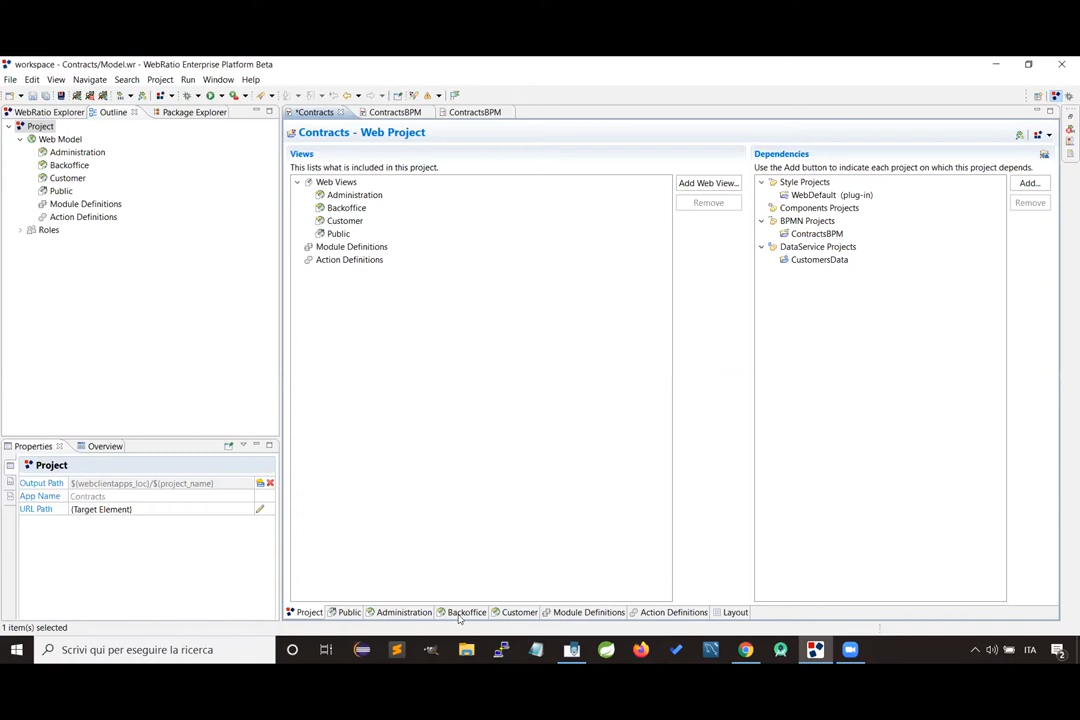 workspace - Contracts/Model.wr - WebRatio Enterprise Platform Beta
File Edit View Navigate Search Project Run Window Help
WebRatio Explorer Outline Package Explorer
*Contracts ContractsBPM ContractsBPM
Project
Web Model
Administration
Backoffice
Customer
Public
Module Definitions
Action Definitions
Roles
Contracts - Web Project
Views
This lists what is included in this project.
Web Views
Administration
Backoffice
Customer
Public
Module Definitions
Action Definitions
Add Web View...
Remove
Dependencies
Use the Add button to indicate each project on which this project depends.
Style Projects
WebDefault (plug-in)
Components Projects
BPMN Projects
ContractsBPM
DataService Projects
CustomersData
Add...
Remove
Properties Overview
Project
Output Path ${webclientapps_loc}/${project_name}
App Name Contracts
URL Path {Target Element}
Project Public Administration Backoffice Customer Module Definitions Action Definitions Layout
1 item(s) selected
Scrivi qui per eseguire la ricerca
ITA
2